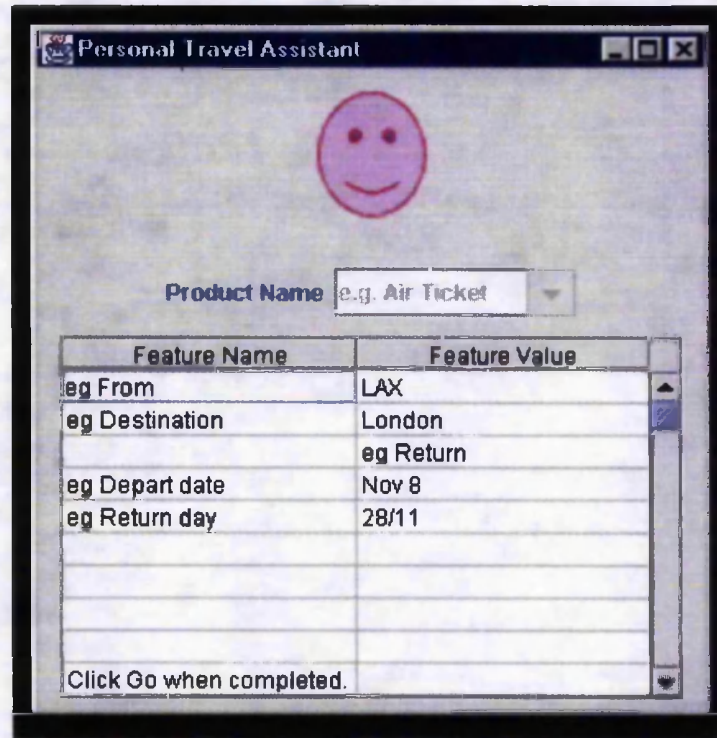 Personal Travel Assistant
Product Name e.g. Air Ticket
Feature Name Feature Value
eg From LAX
eg Destination London
eg Return
eg Depart date Nov 8
eg Return day 28/11
Click Go when completed.